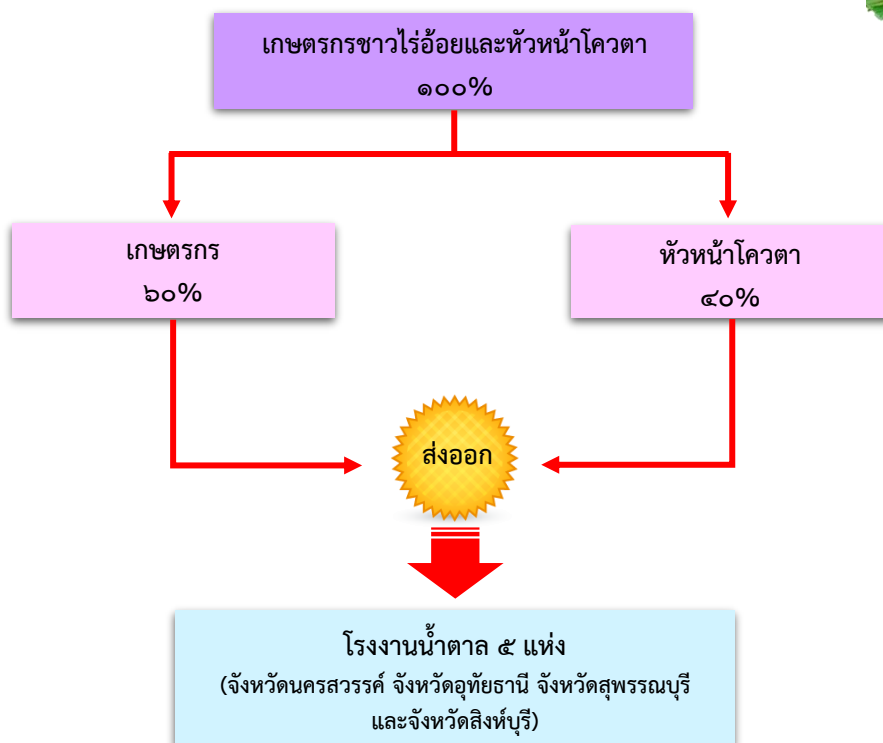 เกษตรกรชาวไร่อ้อยและหัวหน้าโควตา
๑๐๐%
เกษตรกร
๖๐%
หัวหน้าโควตา
๔๐%
ส่งออก
โรงงานน้ำตาล ๕ แห่ง
(จังหวัดนครสวรรค์ จังหวัดอุทัยธานี จังหวัดสุพรรณบุรี
และจังหวัดสิงห์บุรี)